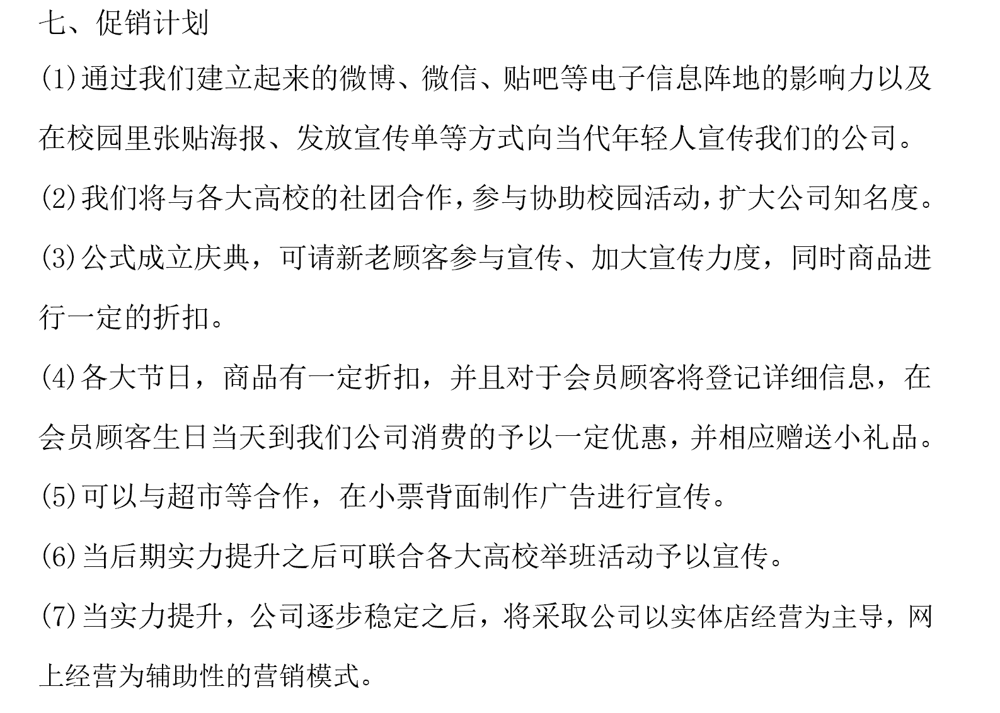 七、促销计划
(1)通过我们建立起来的微博、微信、贴吧等电子信息阵地的影响力以及
在校园里张贴海报、发放宣传单等方式向当代年轻人宣传我们的公司。
(2)我们将与各大高校的社团合作,参与协助校园活动,扩大公司知名度。
(3)公式成立庆典，可请新老顾客参与宣传、加大宣传力度，同时商品进
行一定的折扣。
(4)各大节日，商品有一定折扣，并且对于会员顾客将登记详细信息，在
会员顾客生日当天到我们公司消费的予以一定优惠,并相应赠送小礼品。
(5)可以与超市等合作，在小票背面制作广告进行宣传。
(6)当后期实力提升之后可联合各大高校举班活动予以宣传。
(7)当实力提升，公司逐步稳定之后，将采取公司以实体店经营为主导，网
上经营为辅助性的营销模式。